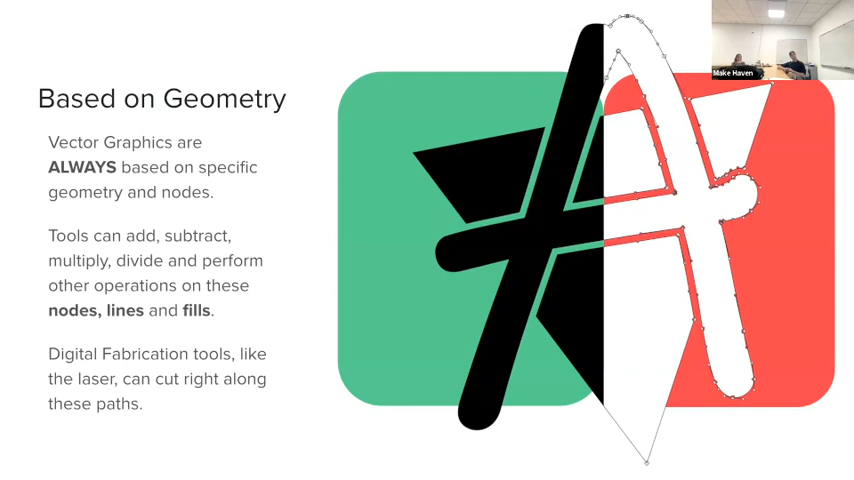 Based on Geometry
Vector Graphics are
ALWAYS based on specific
geometry and nodes.
Tools can add, subtract,
multiply, divide and perform
other operations on these
nodes, lines and fills.
Digital Fabrication tools, like
the laser, can cut right along
these paths.
Make Haven